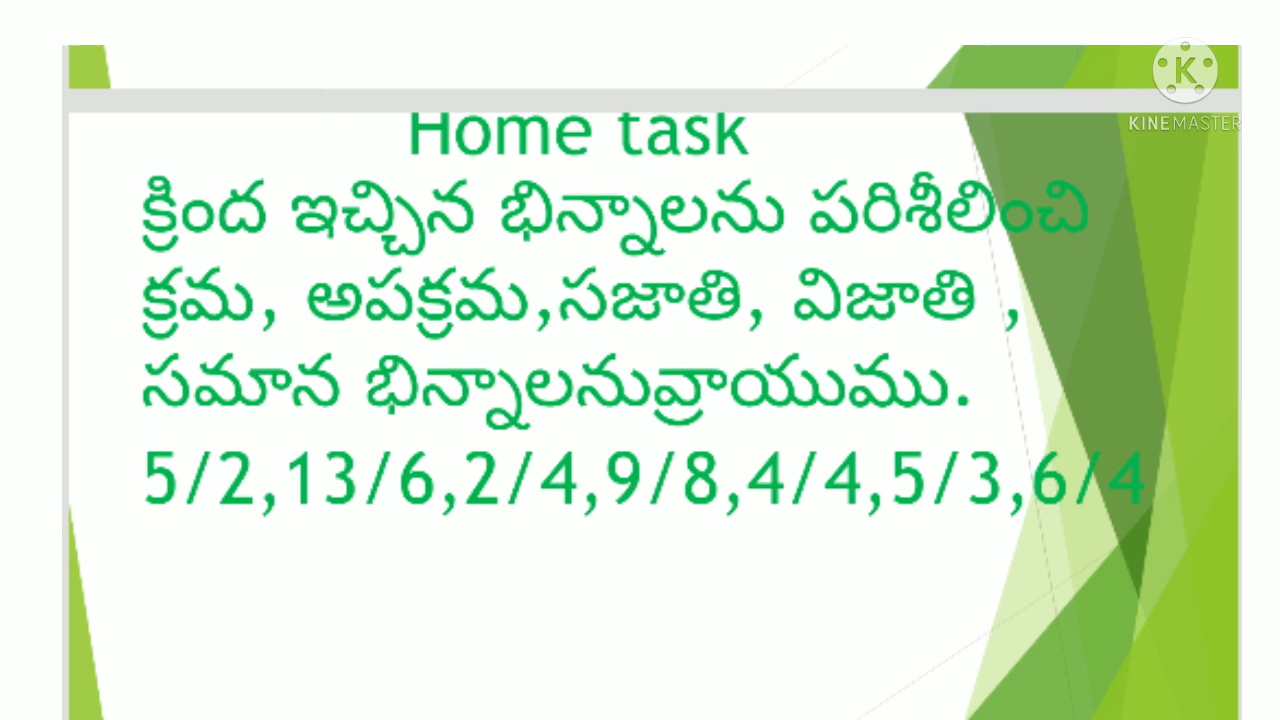 KINEMASTER
Home task
క్రింద ఇచ్చిన భిన్నాలను పరిశీలించి
క్రమ, అపక్రమ,సజాతి, విజాతి ,
సమాన భిన్నాలనువ్రాయుము.
5/2,13/6,2/4,9/8,4/4,5/3,6/4